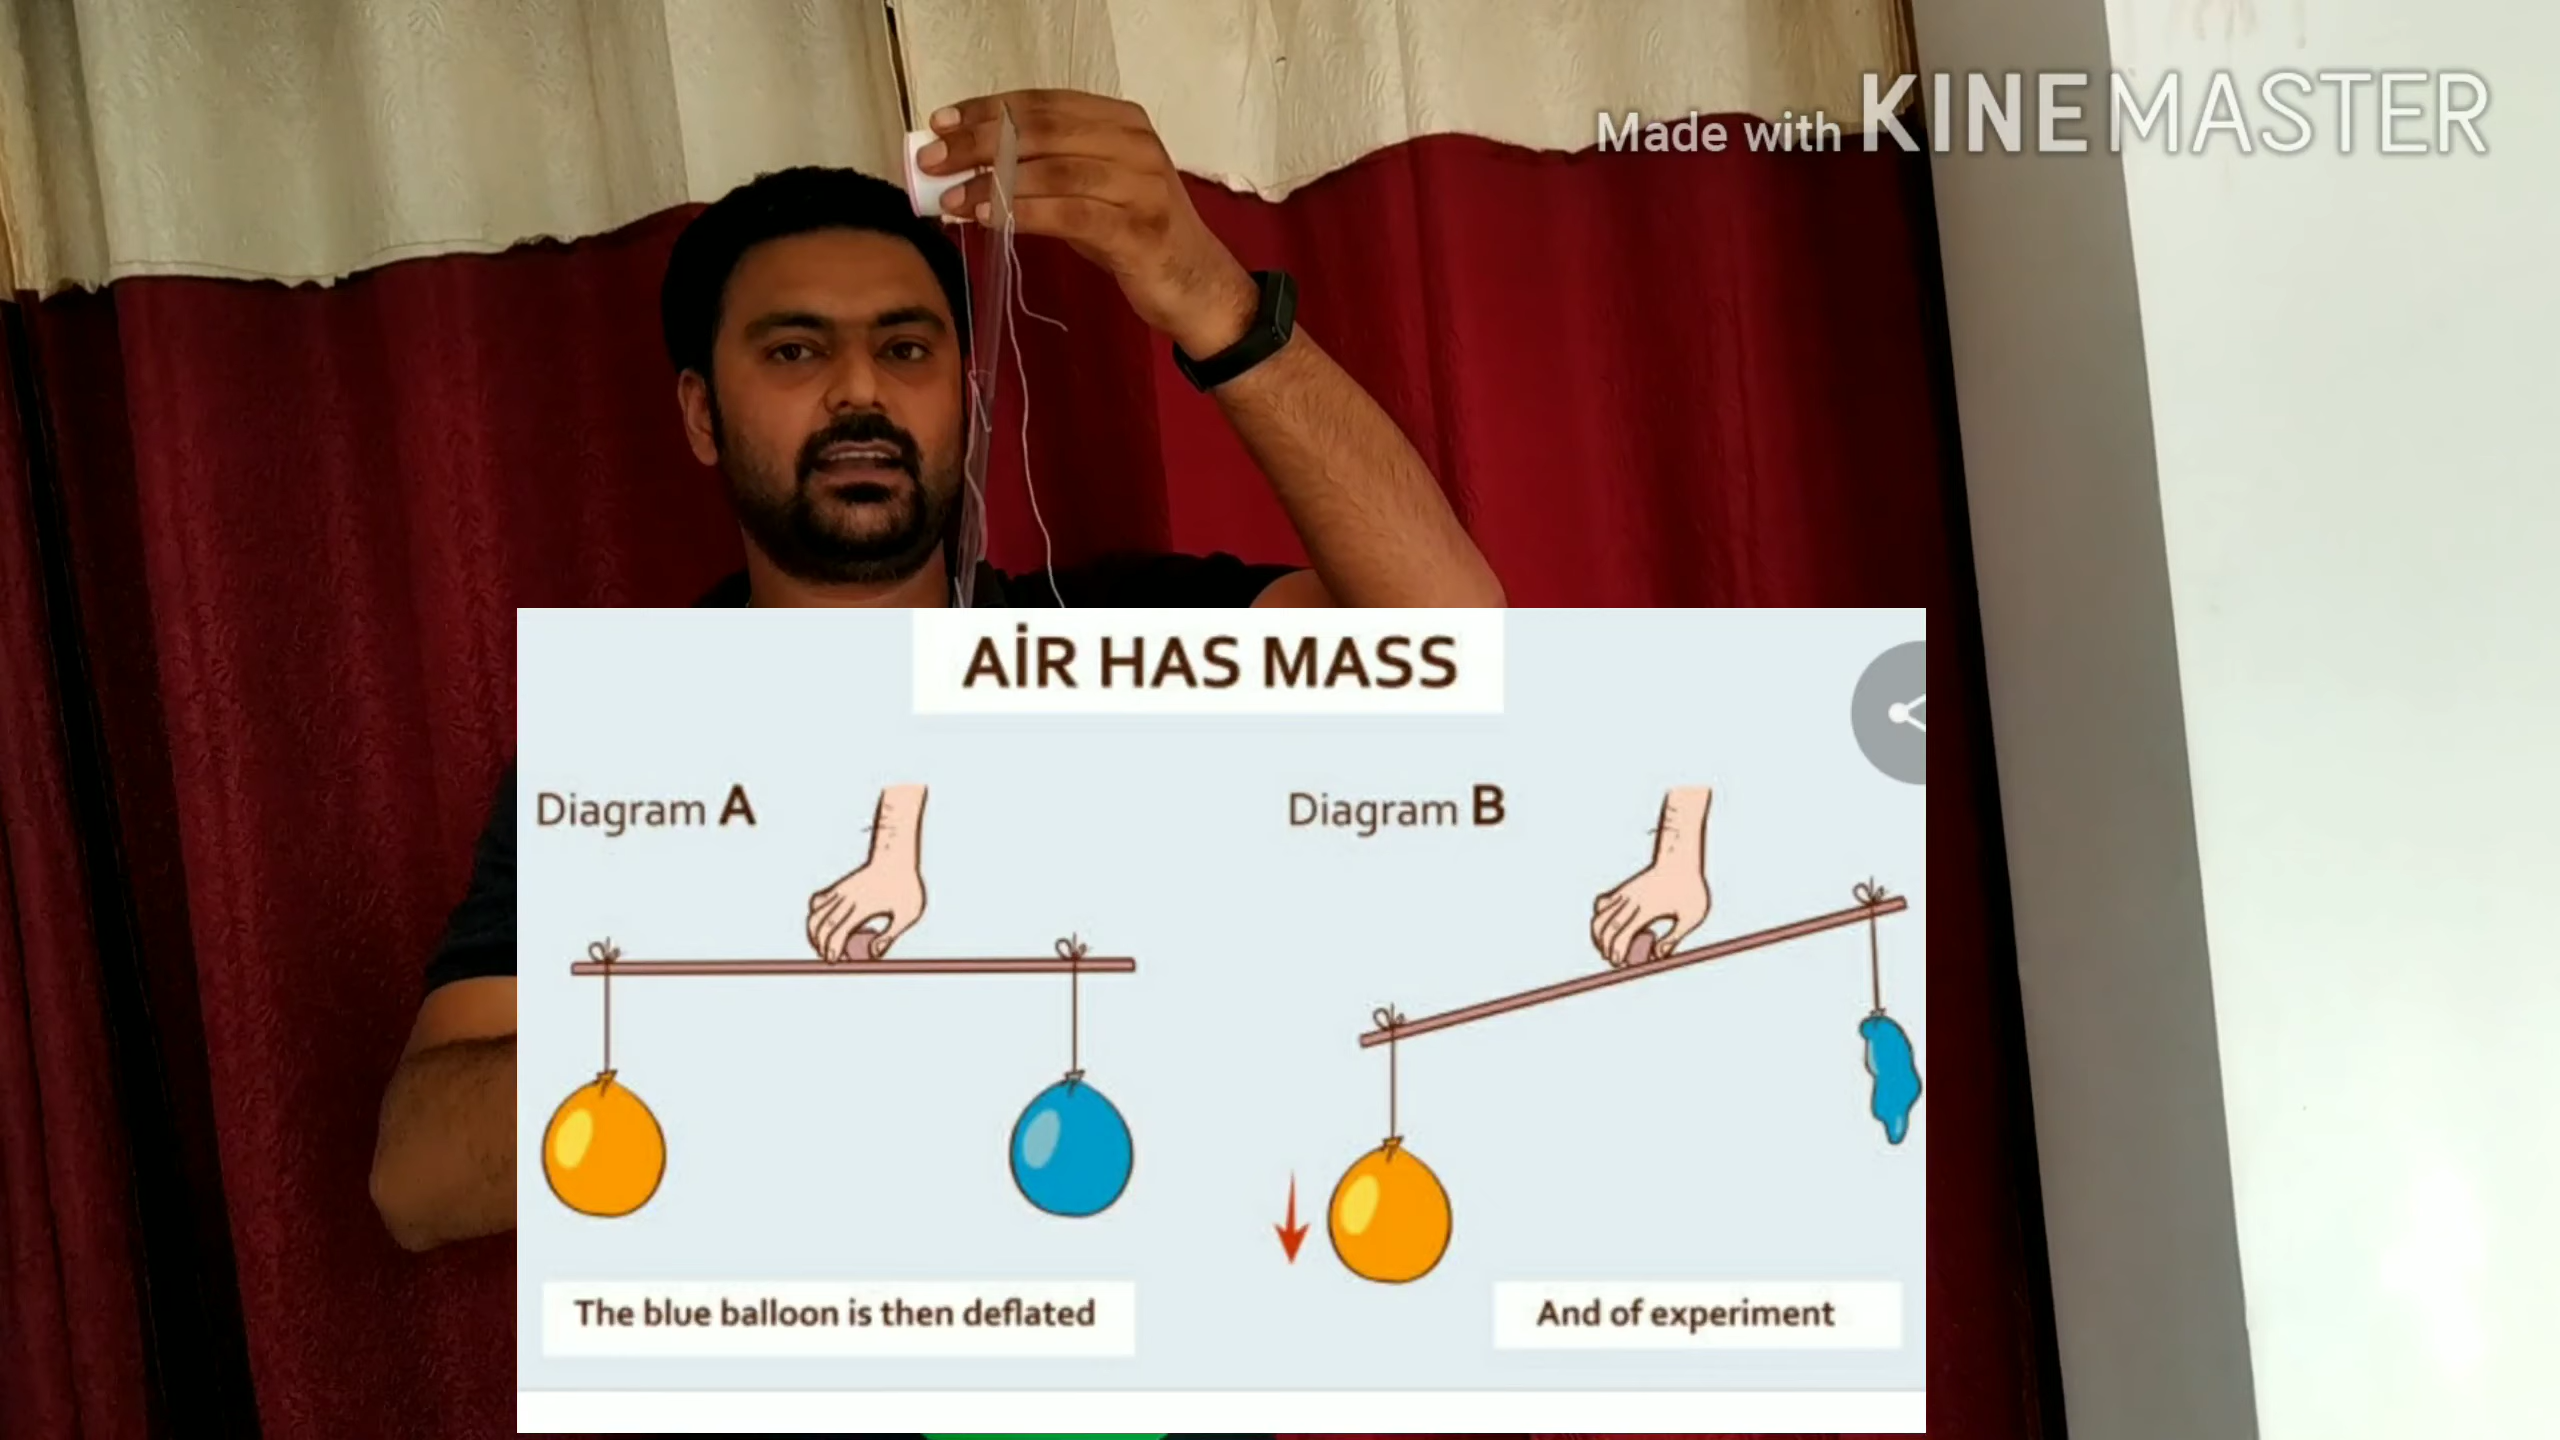 Made with KINEMASTER
AİR HAS MASS
Diagram A
Diagram B
The blue balloon is then deflated
And of experiment